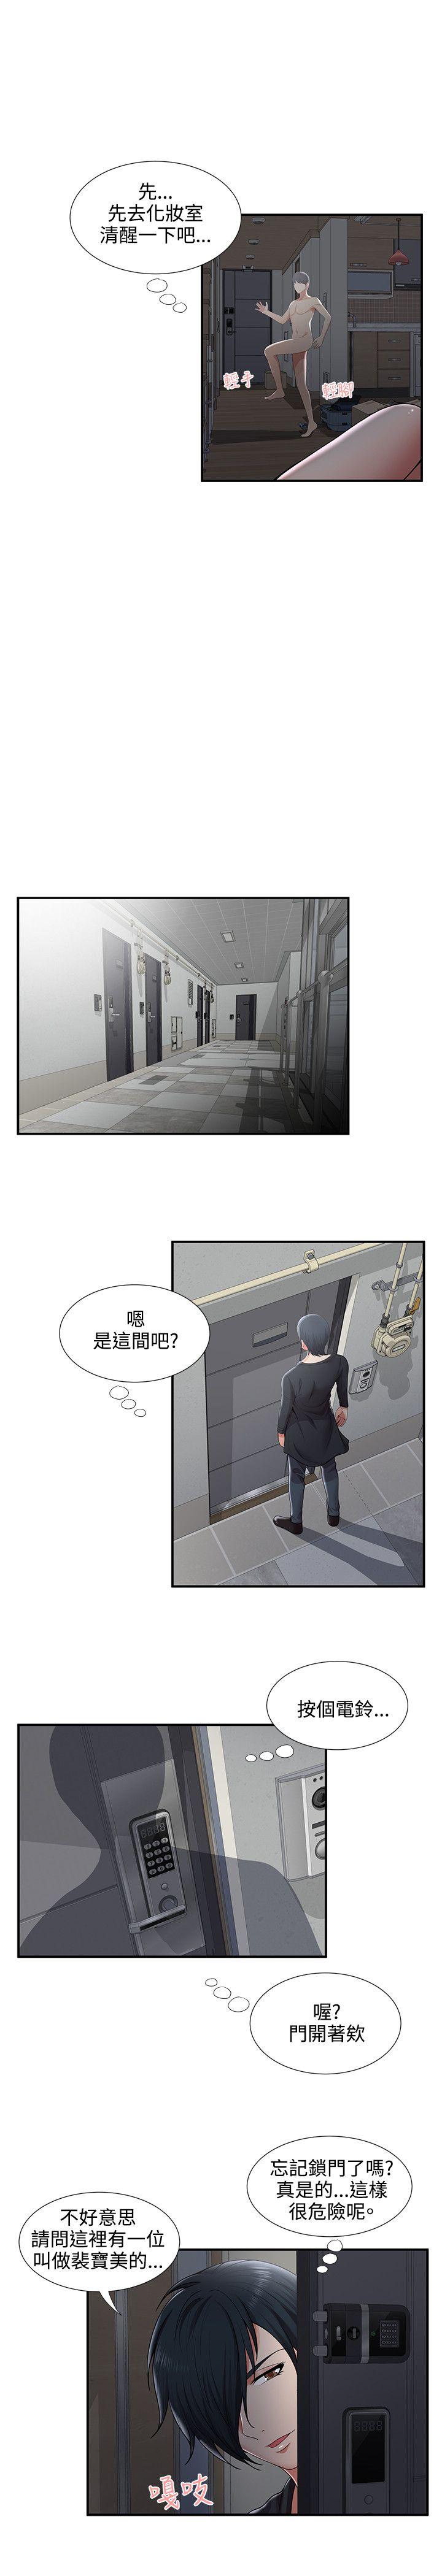 先...
先去化妝室
清醒一下吧...
輕手
輕腳
嗯
是這間吧?
按個電鈴...
喔?
門開著欸
忘記鎖門了嗎?
真是的...這樣
很危險呢。
不好意思
請問這裡有一位
叫做裴寶美的...
嘎吱